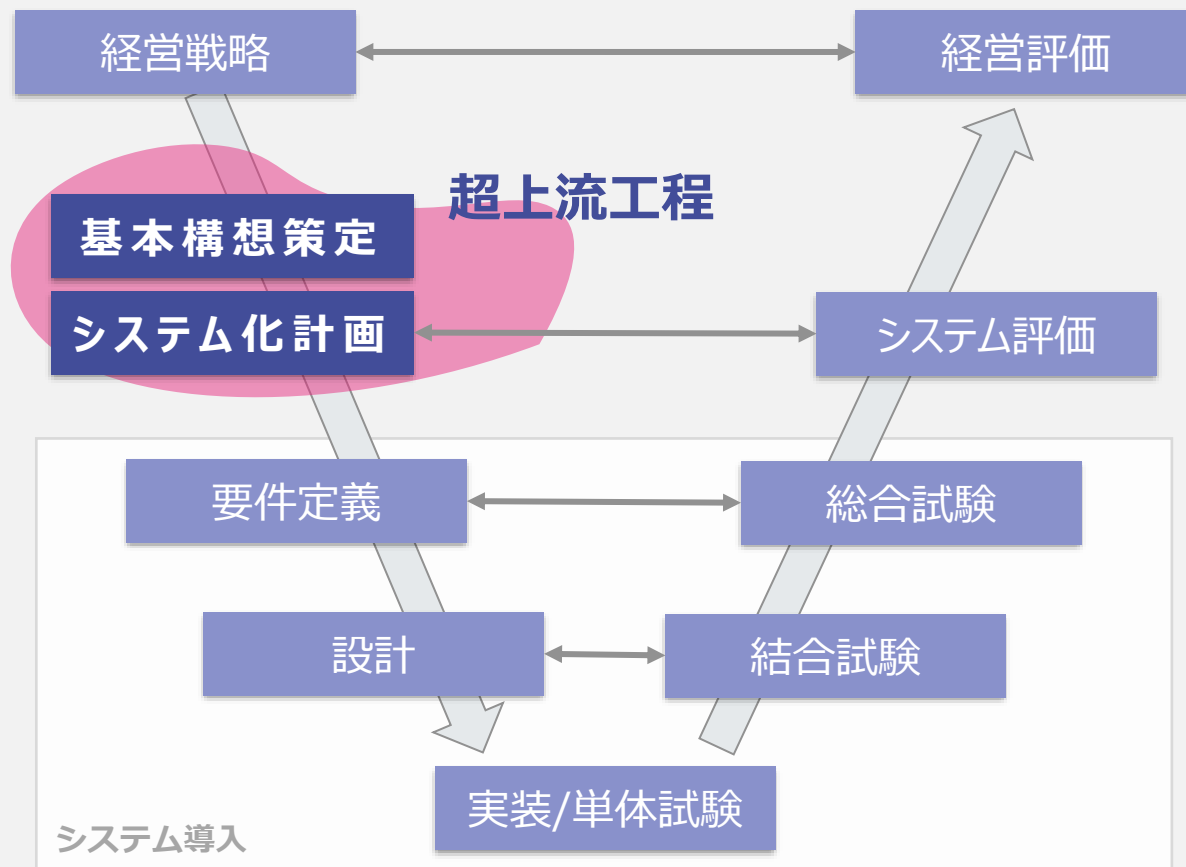 経営戦略
経営評価
超上流工程
基本構想策定
システム化計画
システム評価
要件定義
総合試験
設計
結合試験
実装/単体試験
システム導入